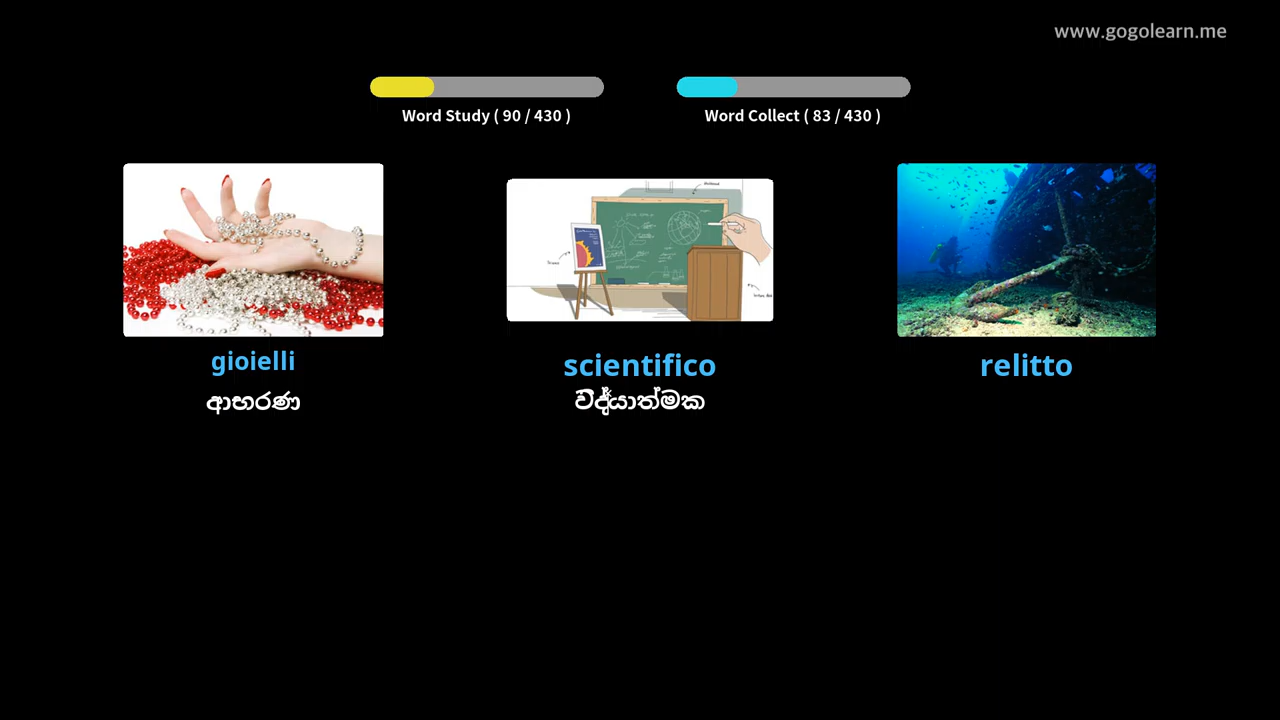 www.gogolearn.me
Word Study ( 90 / 430 )
Word Collect ( 83 / 430 )
gioielli
ආභරණ
scientifico
විද්‍යාත්මක
relitto